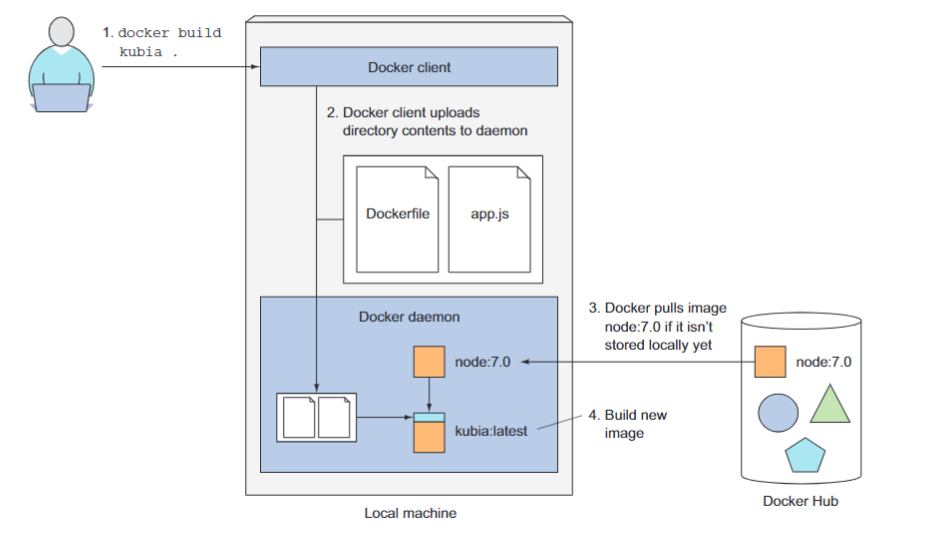 1. docker build
kubia .
Docker client
2. Docker client uploads
directory contents to daemon
Dockerfile
app.js
Docker daemon
3. Docker pulls image
node:7.0 if it isn't
stored locally yet
node:7.0
node:7.0
4. Build new
image
kubia:latest
Docker Hub
Local machine